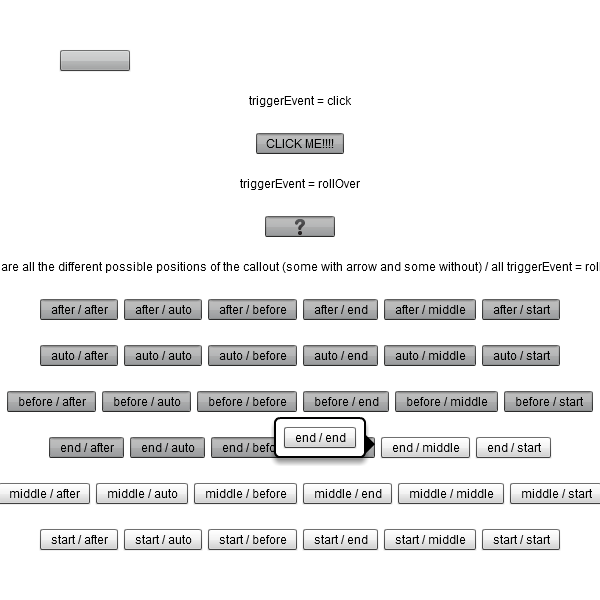 triggerEvent = click
CLICK ME!!!!
triggerEvent = rollOver
?
are all the different possible positions of the callout (some with arrow and some without) / all triggerEvent = roll
after / after after / auto after / before after / end after / middle after / start
auto / after auto / auto auto / before auto / end auto / middle auto / start
before / after before / auto before / before before / end before / middle before / start
end / after end / auto end / befo end / end end / middle end / start
middle / after middle / auto middle / before middle / end middle / middle middle / start
start / after start / auto start / before start / end start / middle start / start